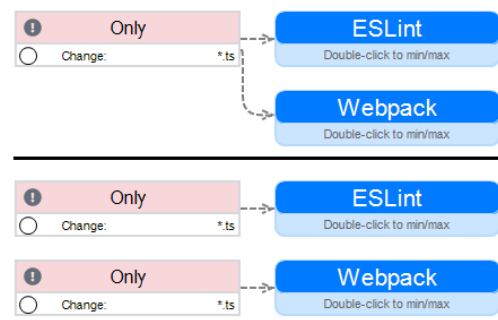 ! Only
ESLint
Change: *.ts
Double-click to min/max
Webpack
Double-click to min/max
! Only
ESLint
Change: *.ts
Double-click to min/max
! Only
Webpack
Change: *.ts
Double-click to min/max